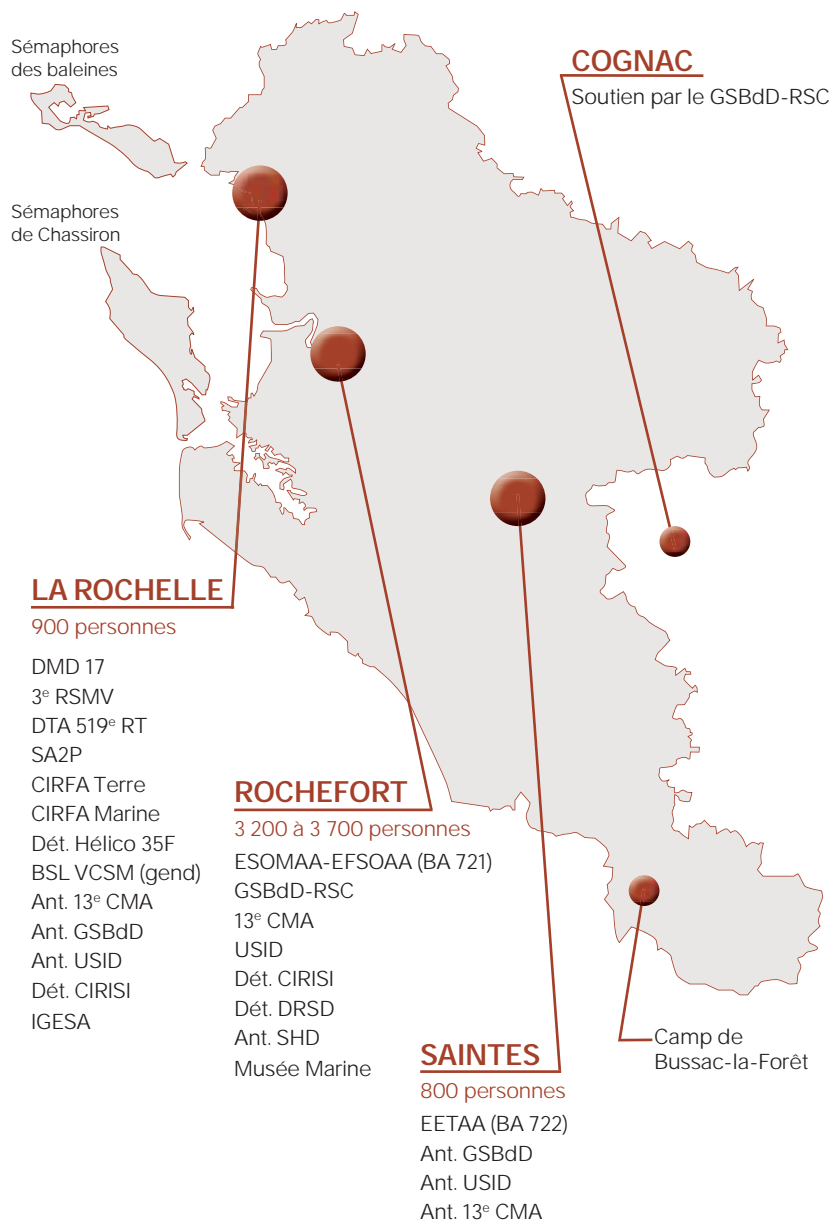 Sémaphores
des baleines
COGNAC
Soutien par le GSBdD-RSC
Sémaphores
de Chassiron
LA ROCHELLE
900 personnes
DMD 17
3e RSMV
DTA 519e RT
SA2P
CIRFA Terre
CIRFA Marine
Dét. Hélico 35F
BSL VCSM (gend)
Ant. 13e CMA
Ant. GSBdD
Ant. USID
Dét. CIRISI
IGESA
ROCHEFORT
3 200 à 3 700 personnes
ESOMAA-EFSOAA (BA 721)
GSBdD-RSC
13e CMA
USID
Dét. CIRISI
Dét. DRSD
Ant. SHD
Musée Marine
SAINTES
800 personnes
EETAA (BA 722)
Ant. GSBdD
Ant. USID
Ant. 13e CMA
Camp de
Bussac-la-Forêt